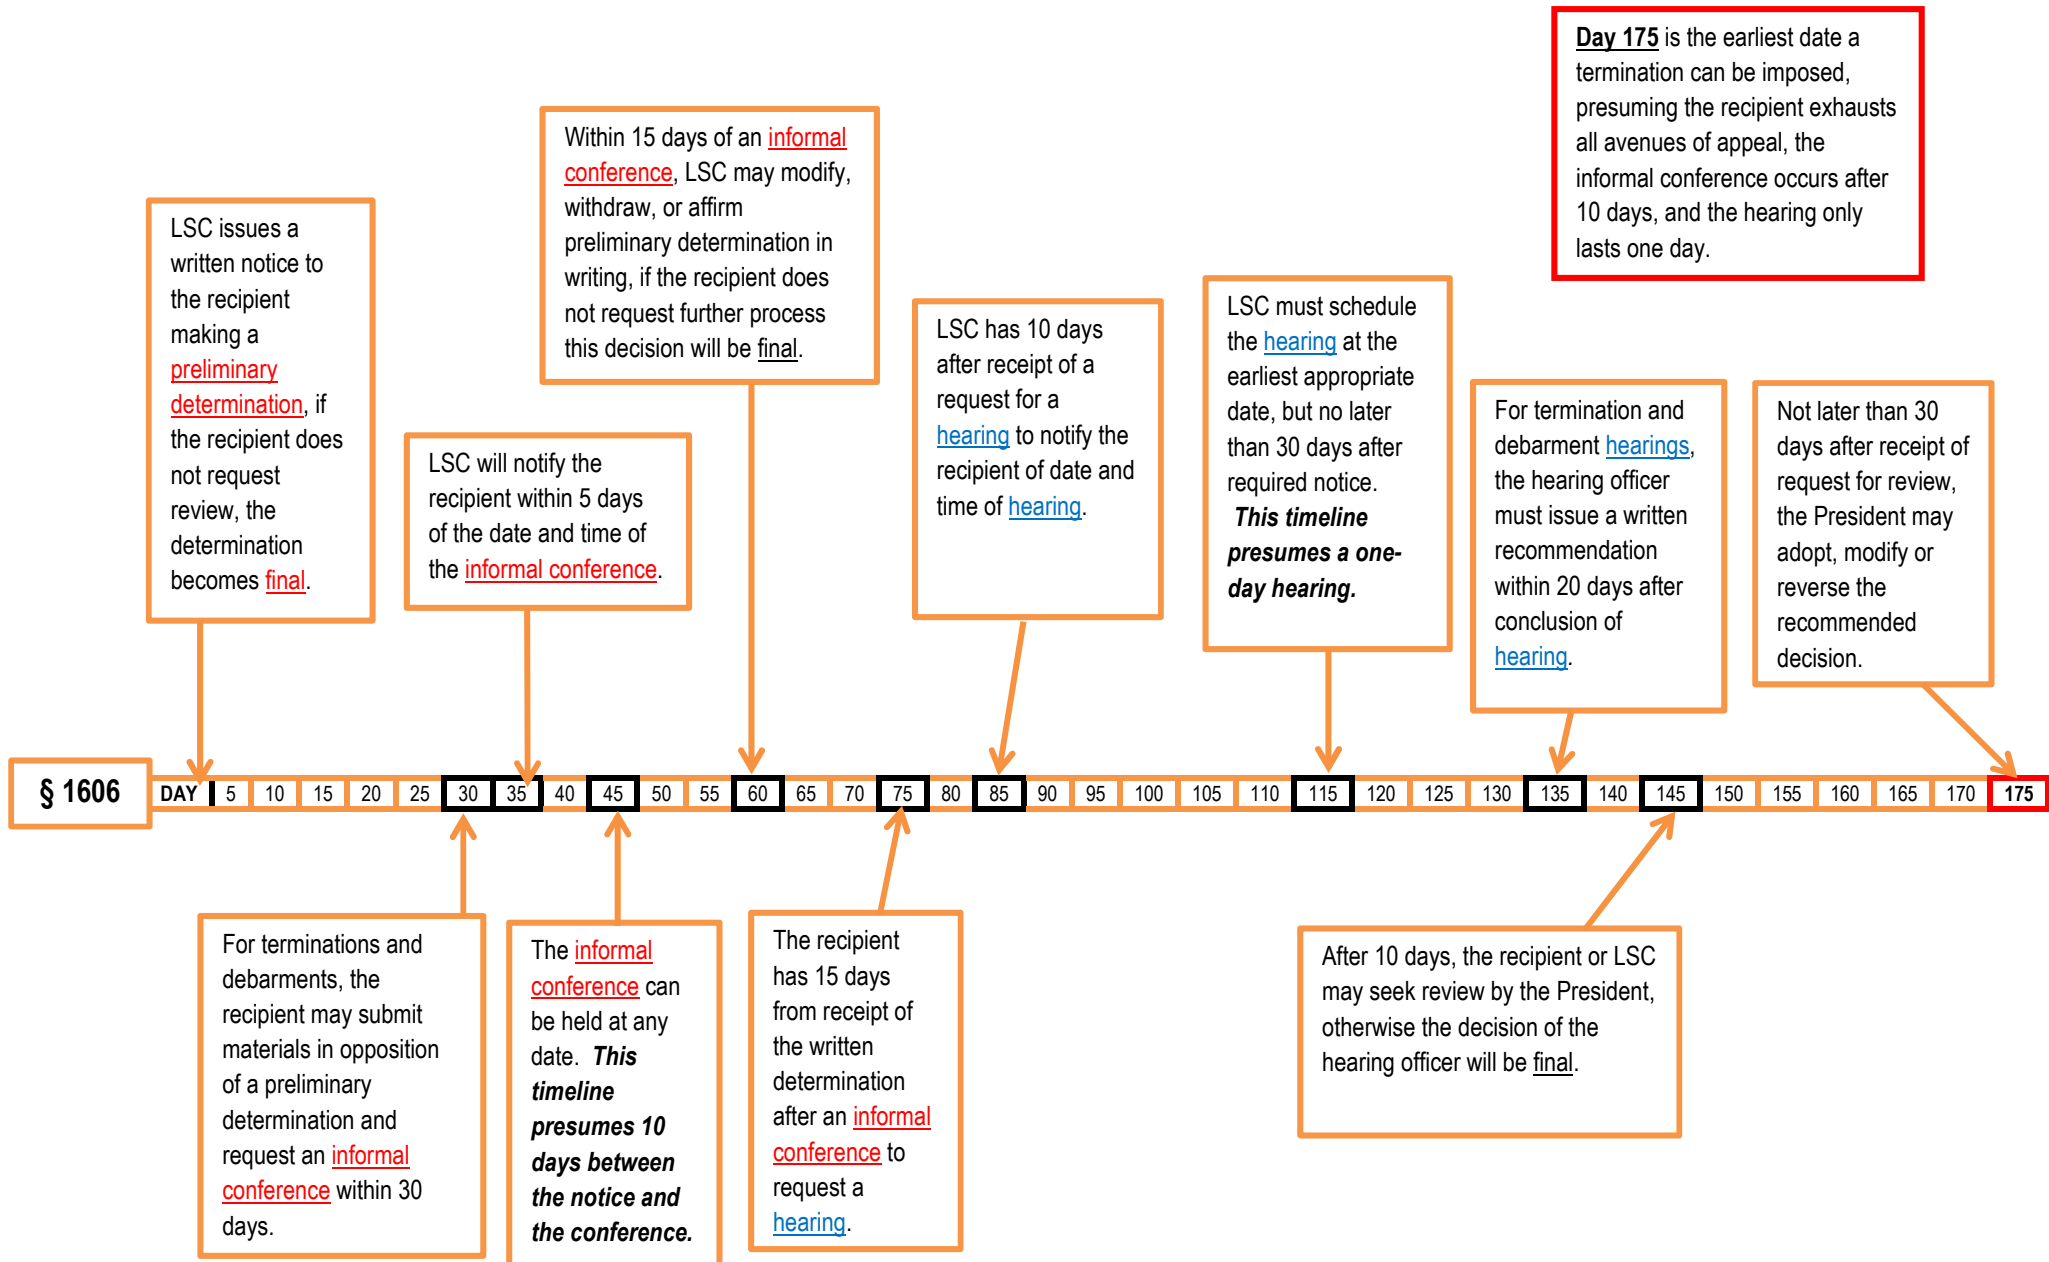 Day 175 is the earliest date a
termination can be imposed,
presuming the recipient exhausts
all avenues of appeal, the
informal conference occurs after
10 days, and the hearing only
lasts one day.
LSC issues a
written notice to
the recipient
making a
preliminary
determination, if
the recipient does
not request
review, the
determination
becomes final.
LSC will notify the
recipient within 5 days
of the date and time of
the informal conference.
Within 15 days of an informal
conference, LSC may modify,
withdraw, or affirm
preliminary determination in
writing, if the recipient does
not request further process
this decision will be final.
LSC has 10 days
after receipt of a
request for a
hearing to notify the
recipient of date and
time of hearing.
LSC must schedule
the hearing at the
earliest appropriate
date, but no later
than 30 days after
required notice.
This timeline
presumes a one-
day hearing.
For termination and
debarment hearings,
the hearing officer
must issue a written
recommendation
within 20 days after
conclusion of
hearing.
Not later than 30
days after receipt of
request for review,
the President may
adopt, modify or
reverse the
recommended
decision.
§ 1606 DAY 5 10 15 20 25 30 35 40 45 50 55 60 65 70 75 80 85 90 95 100 105 110 115 120 125 130 135 140 145 150 155 160 165 170 175
For terminations and
debarments, the
recipient may submit
materials in opposition
of a preliminary
determination and
request an informal
conference within 30
days.
The informal
conference can
be held at any
date. This
timeline
presumes 10
days between
the notice and
the conference.
The recipient
has 15 days
from receipt of
the written
determination
after an informal
conference to
request a
hearing.
After 10 days, the recipient or LSC
may seek review by the President,
otherwise the decision of the
hearing officer will be final.